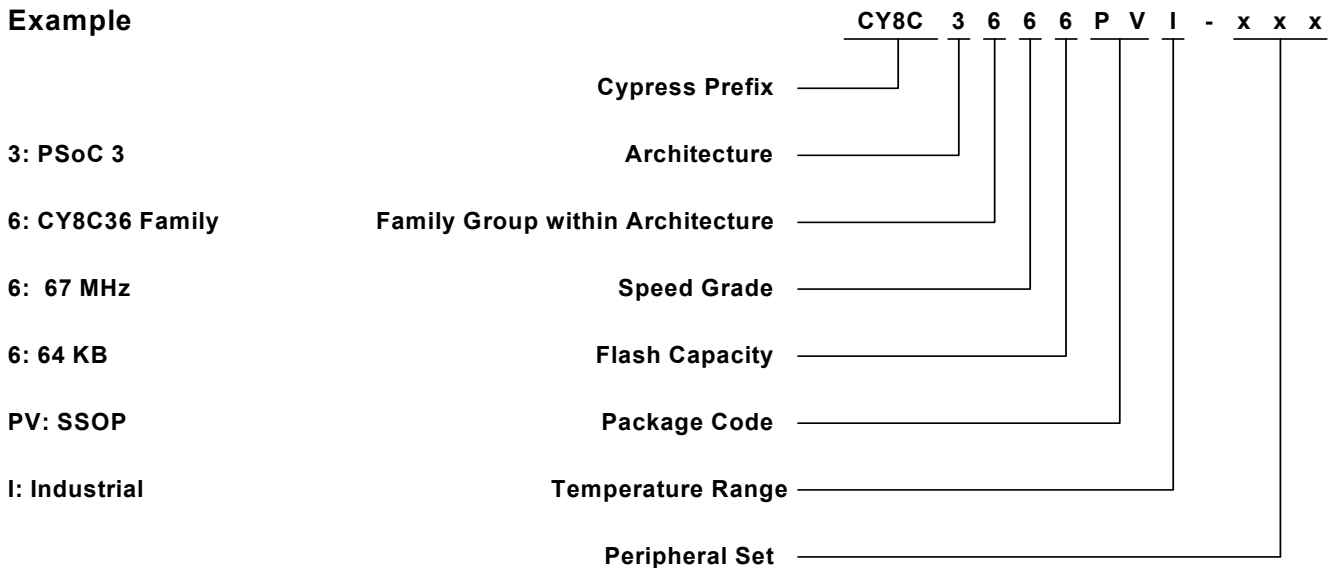 Example CY8C 3 6 6 6 P V I - x x x
Cypress Prefix
3: PSoC 3 Architecture
6: CY8C36 Family Family Group within Architecture
6: 67 MHz Speed Grade
6: 64 KB Flash Capacity
PV: SSOP Package Code
I: Industrial Temperature Range
Peripheral Set